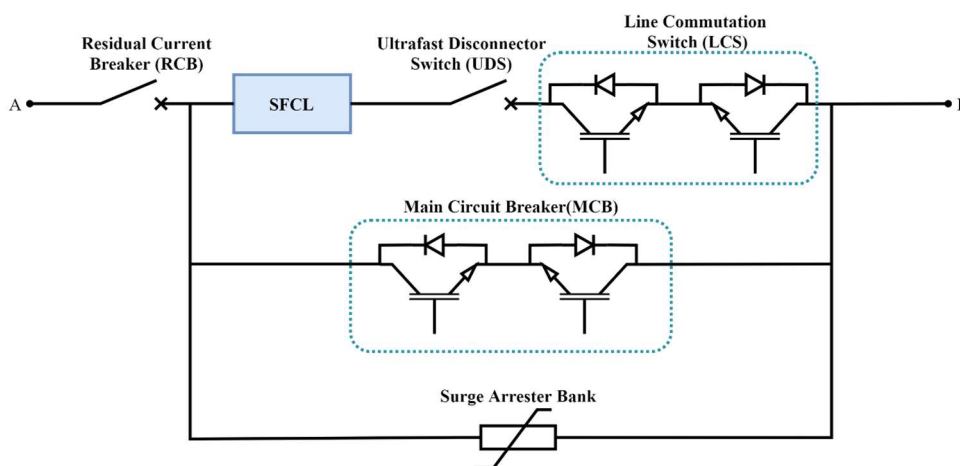 Line Commutation
Switch (LCS)
Residual Current
Breaker (RCB)
Ultrafast Disconnector
Switch (UDS)
A
SFCL
Main Circuit Breaker(MCB)
Surge Arrester Bank